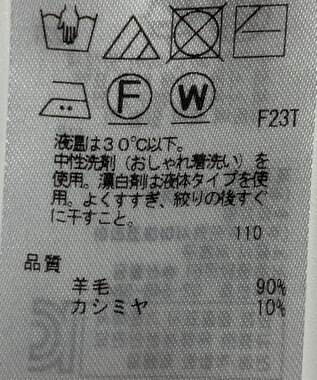 F W
F23T
液温は30℃以下。
中性洗剤（おしゃれ着洗い）を
使用。漂白剤は液体タイプを使
用。よくすすぎ、絞りの後すぐ
に干すこと。
110
品質
羊毛 90%
カシミヤ 10%